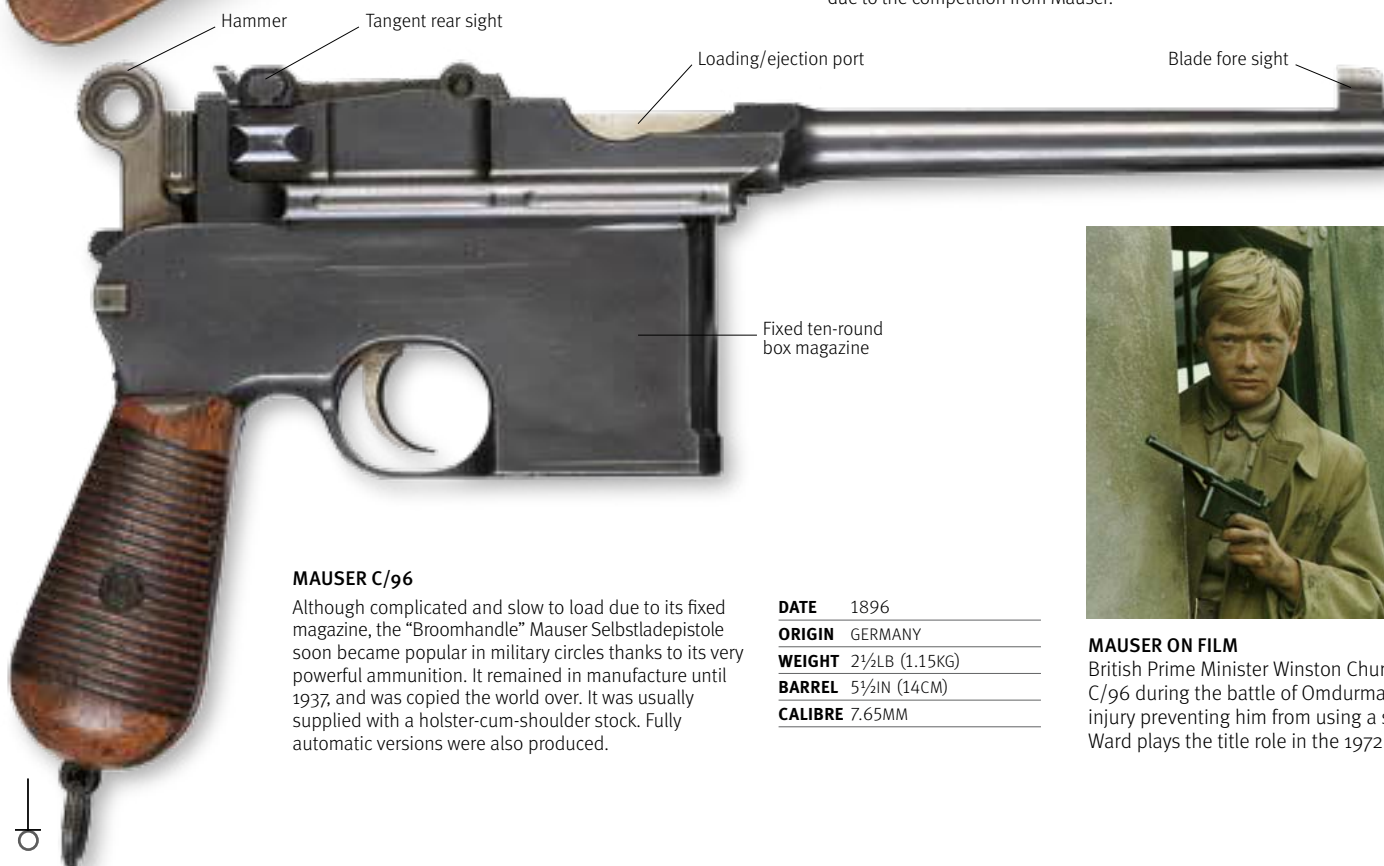 due to the competition from Mauser.
Hammer
Tangent rear sight
Loading/ejection port
Blade fore sight
Fixed ten-round
box magazine
MAUSER C/96
Although complicated and slow to load due to its fixed
magazine, the “Broomhandle” Mauser Selbstladepistole
soon became popular in military circles thanks to its very
powerful ammunition. It remained in manufacture until
1937, and was copied the world over. It was usually
supplied with a holster-cum-shoulder stock. Fully
automatic versions were also produced.
DATE 1896
ORIGIN GERMANY
WEIGHT 2½LB (1.15KG)
BARREL 5½IN (14CM)
CALIBRE 7.65MM
MAUSER ON FILM
British Prime Minister Winston Chur
C/96 during the battle of Omdurma
injury preventing him from using a s
Ward plays the title role in the 1972